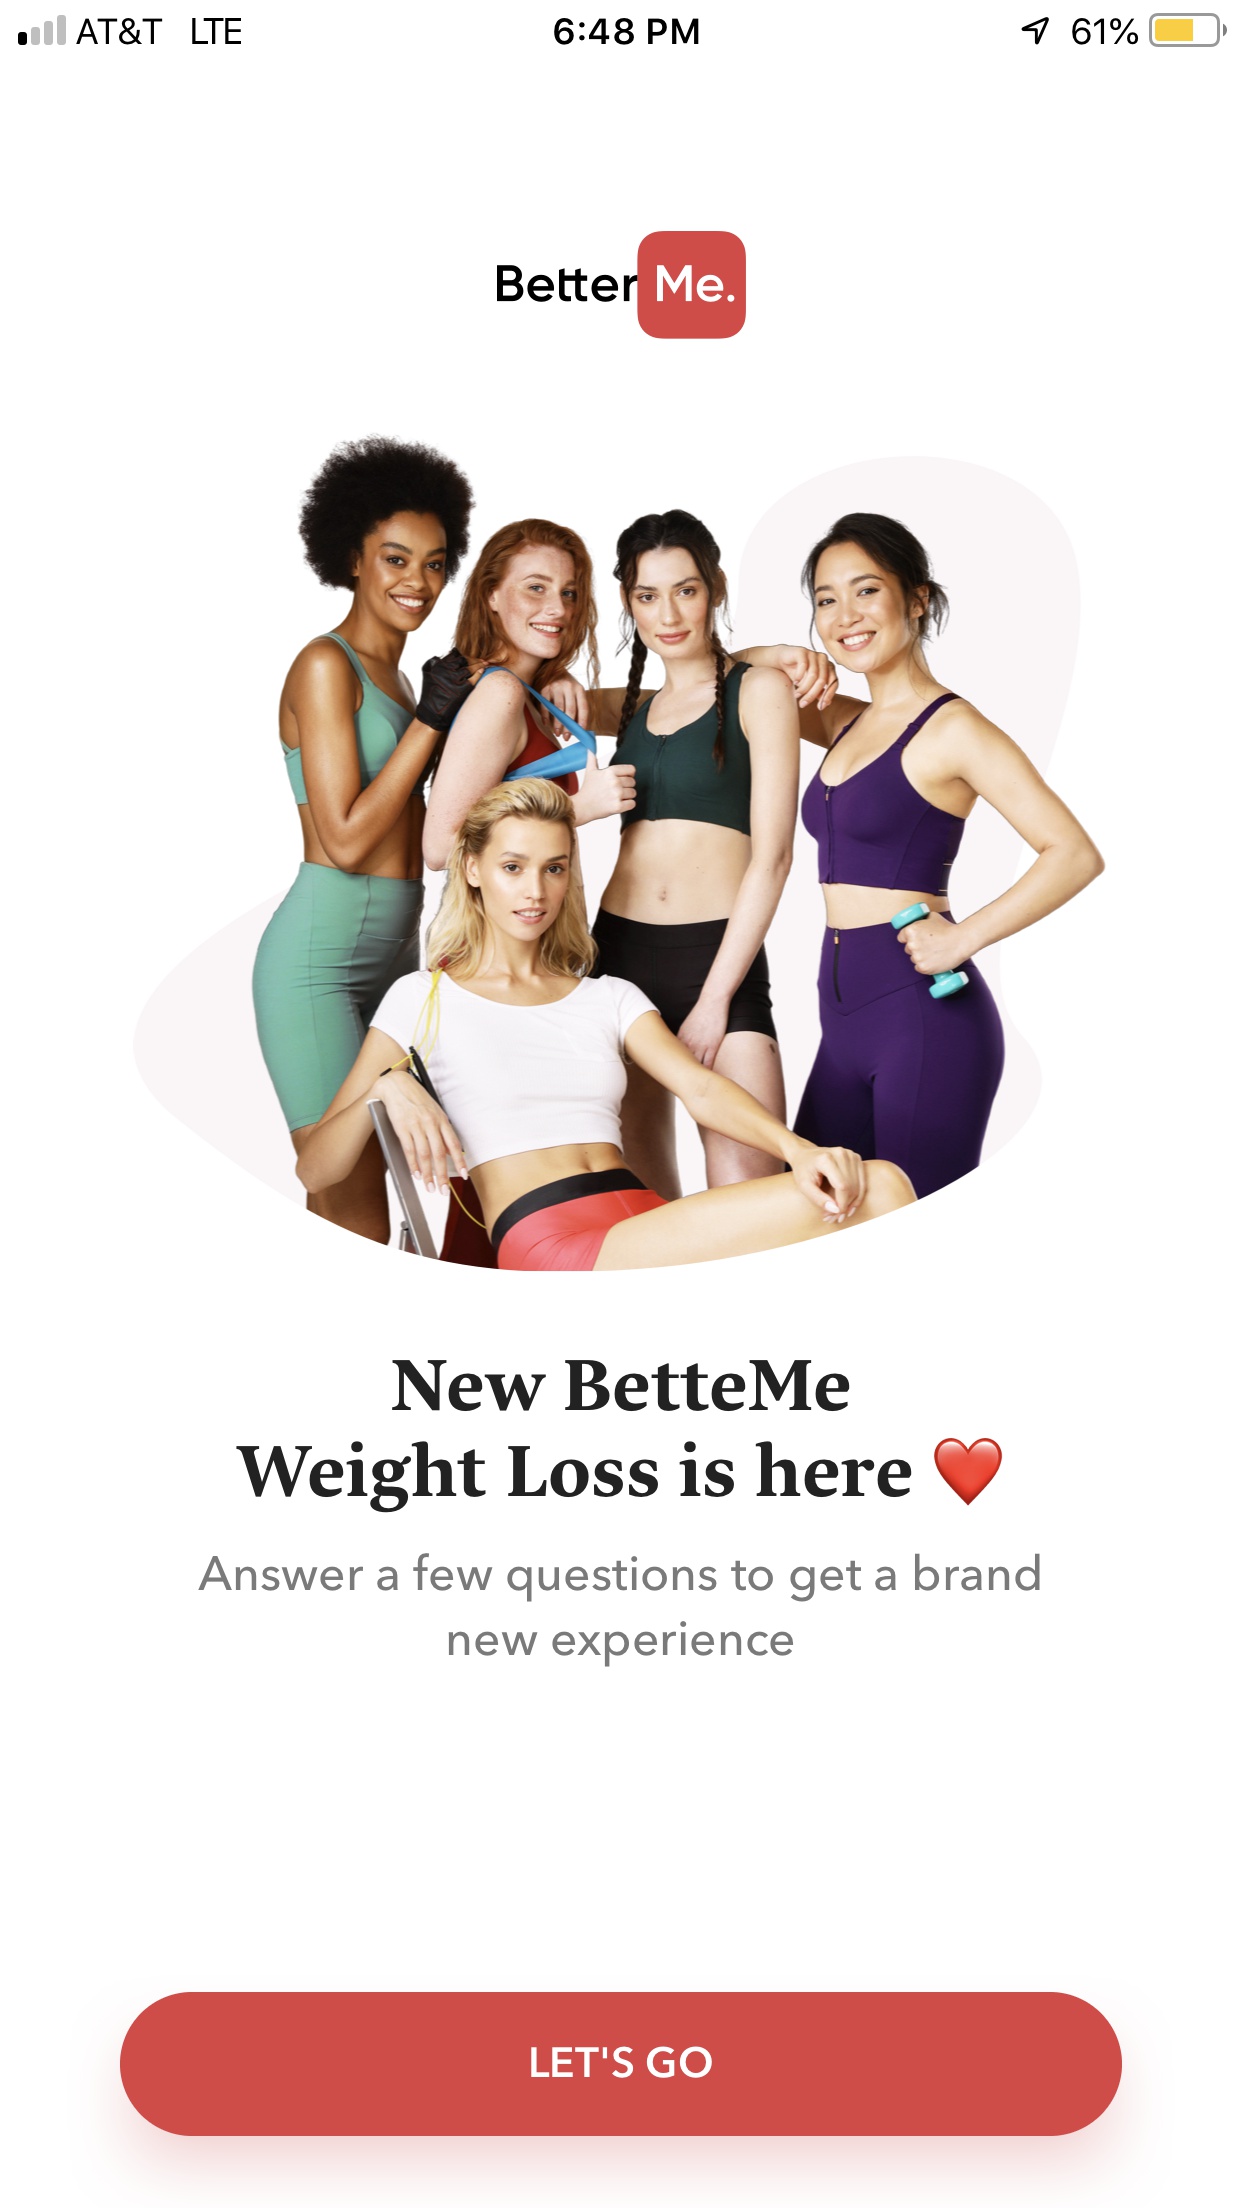 AT&T LTE 6:48 PM 61%
Better Me.
New BetteMe
Weight Loss is here ❤️
Answer a few questions to get a brand
new experience
LET'S GO